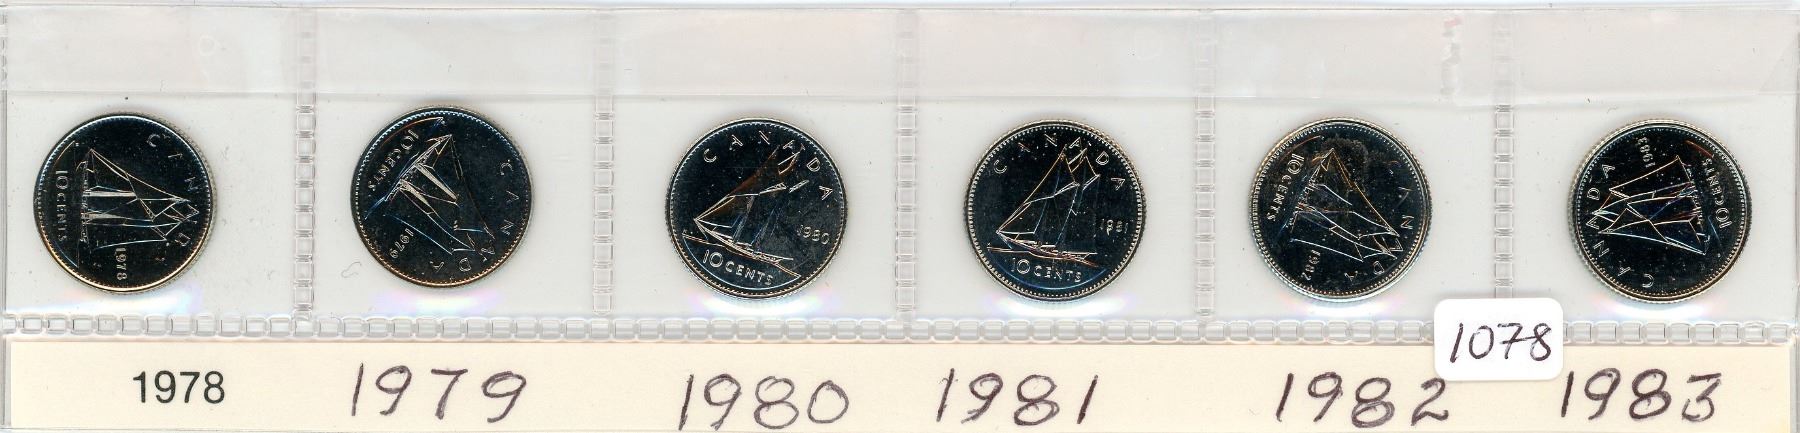 CANADA 10 CENTS 1978
CANADA 10 CENTS 1979
CANADA 1980 10 CENTS
CANADA 1981 10 CENTS
CANADA 10 CENTS 1982
CANADA 10 CENTS 1983
1078
1978 1979 1980 1981 1982 1983